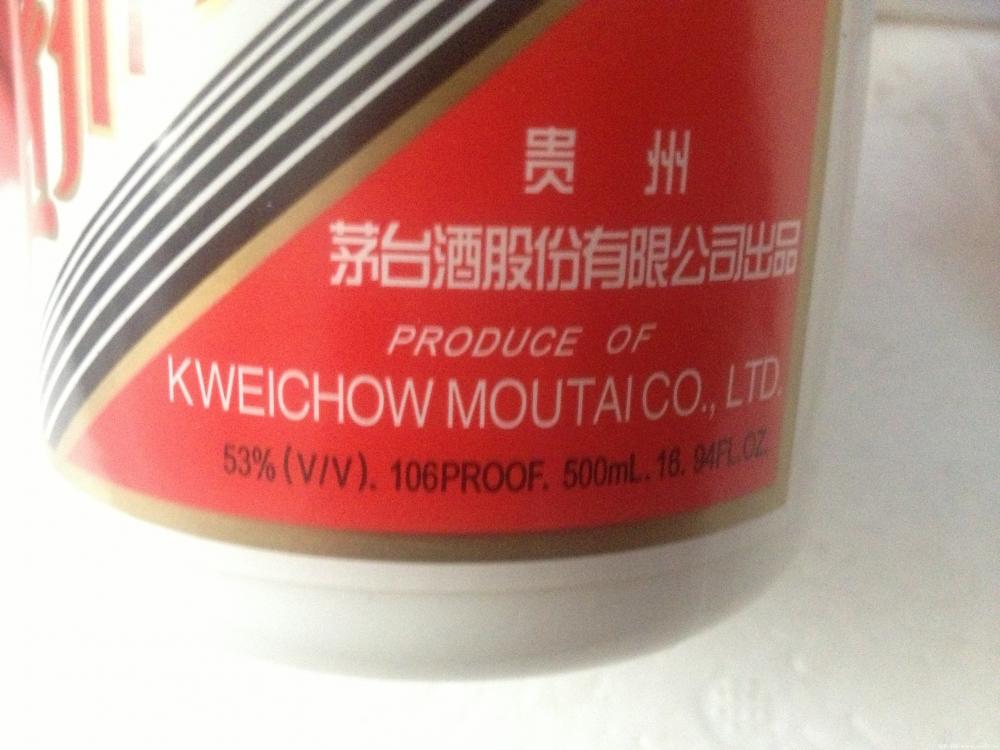 贵州
茅台酒股份有限公司出品
PRODUCE OF
KWEICHOW MOUTAI CO., LTD.
53% (V/V). 106PROOF. 500mL. 16. 94FL.OZ.